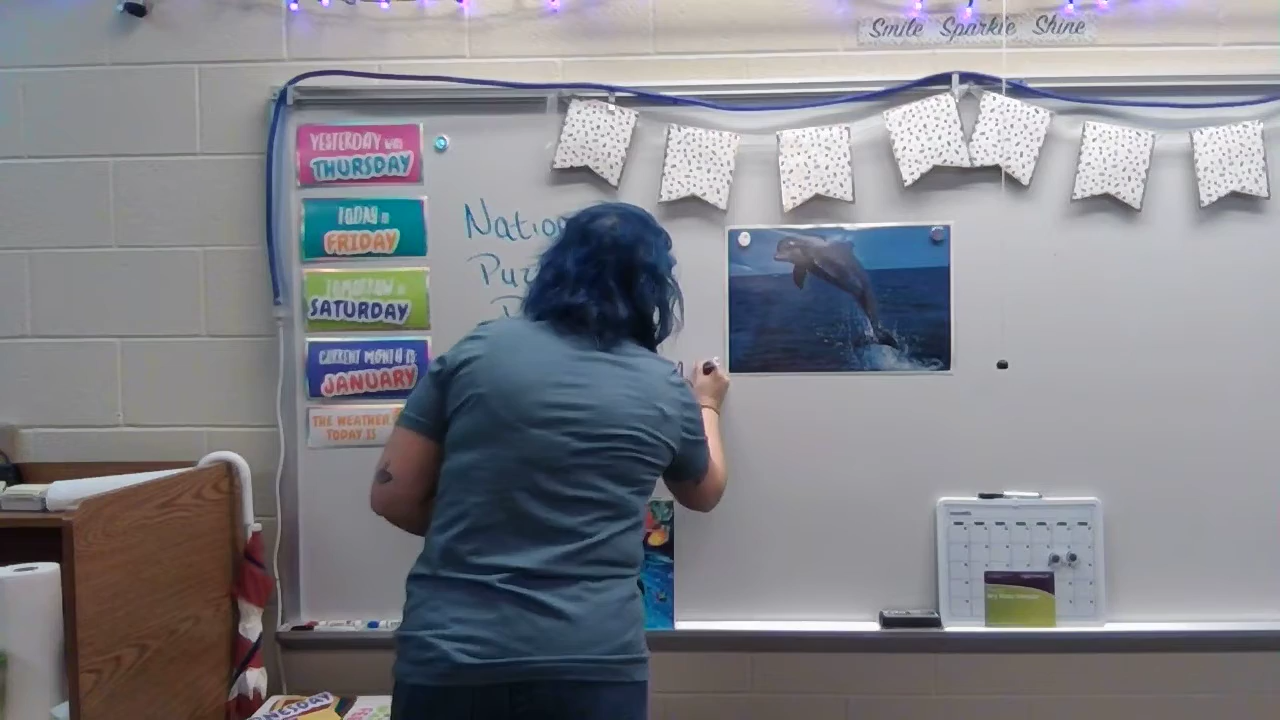 Smile Sparkle Shine
YESTERDAY was
THURSDAY
TODAY is
FRIDAY
TOMORROW is
SATURDAY
CURRENT MONTH IS
JANUARY
THE WEATHER
TODAY IS
Natio
Pu